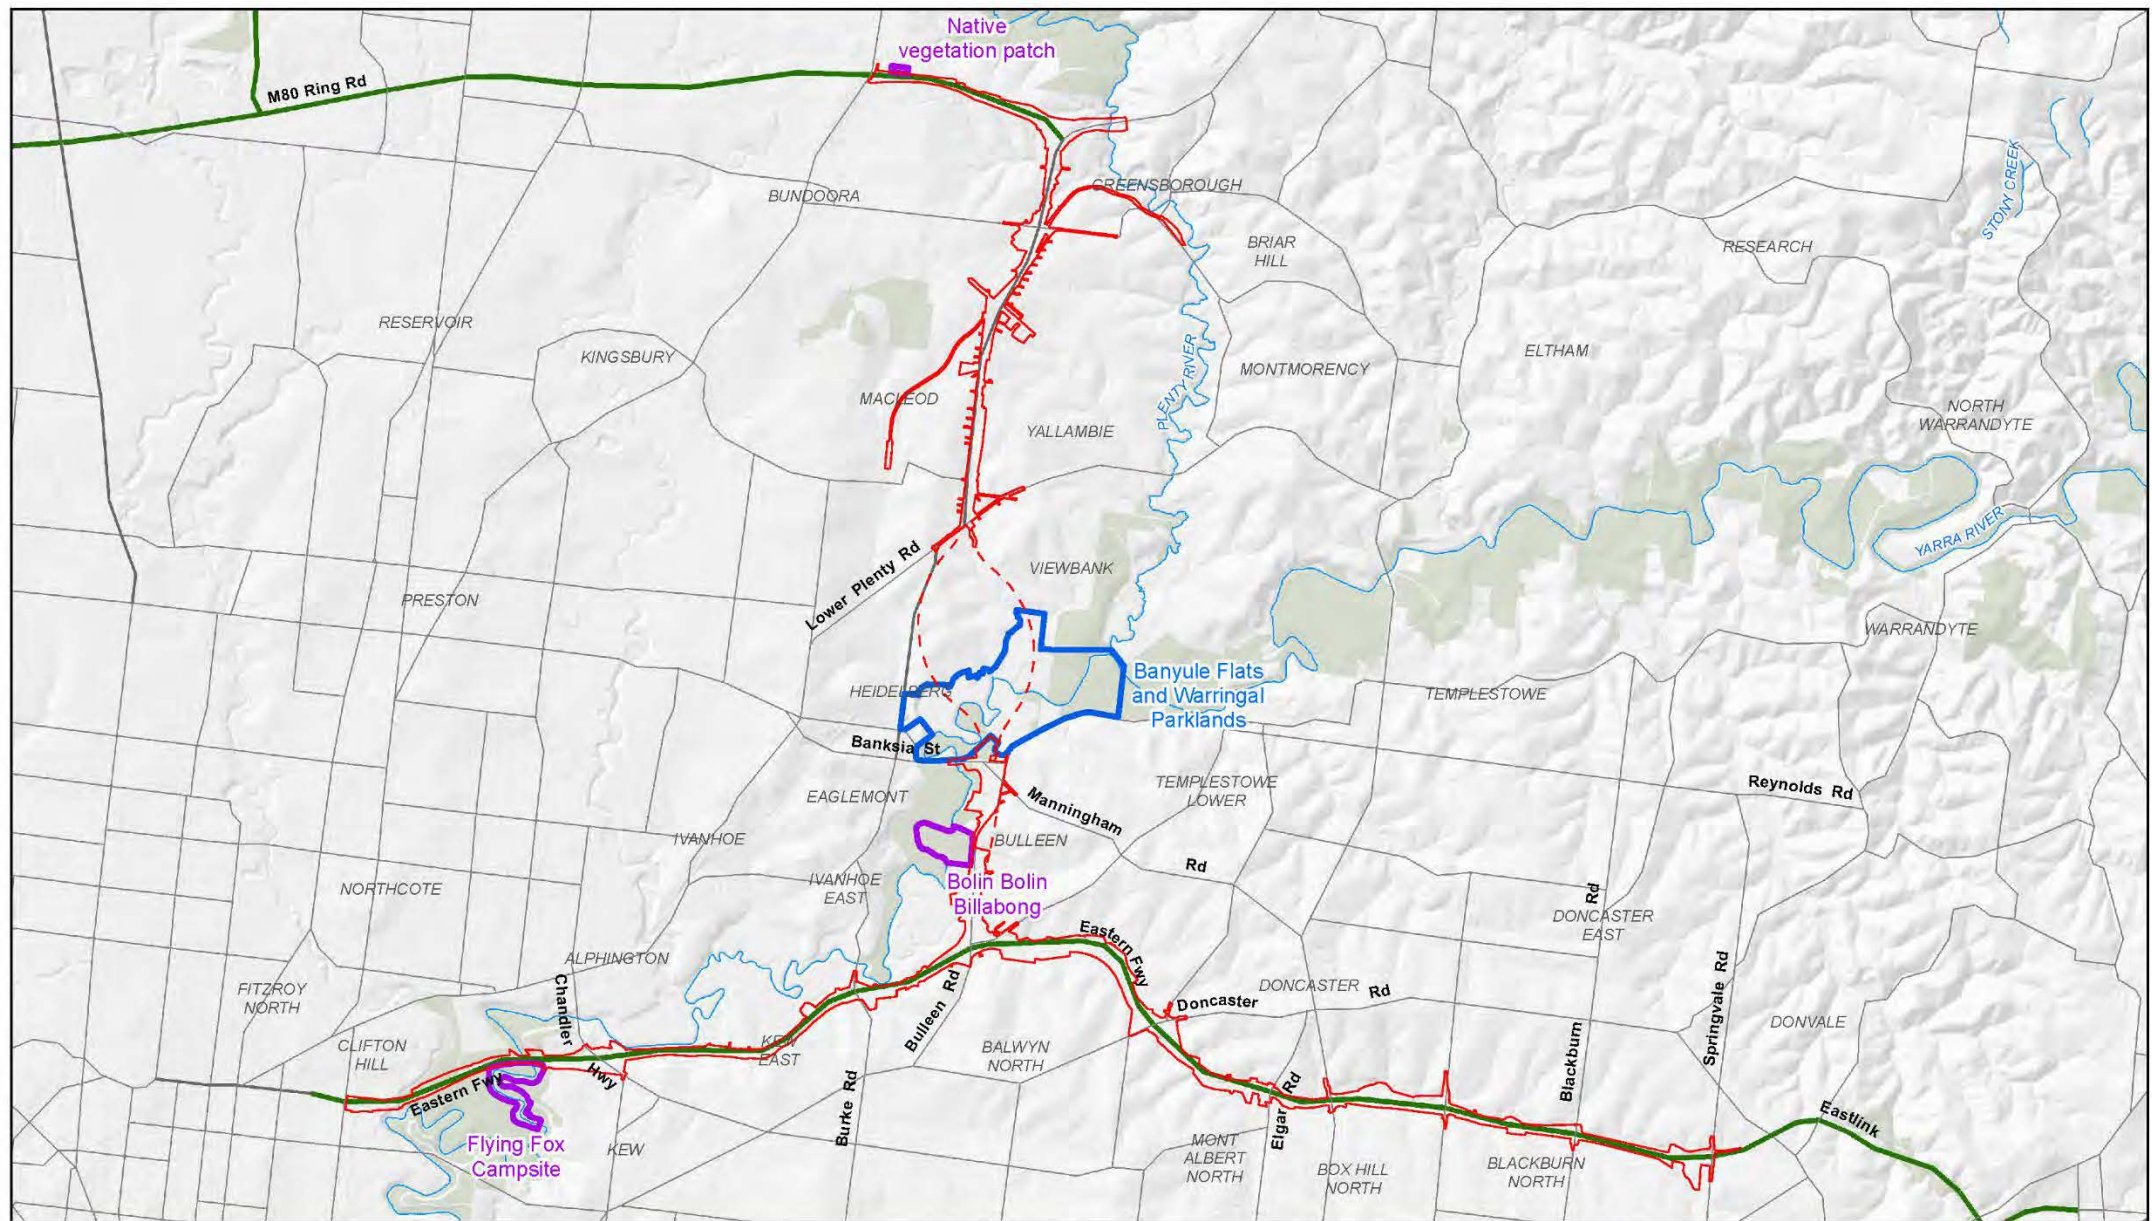 Native
vegetation patch
M80 Ring Rd
GREENSBOROUGH
BUNDOORA
STONY CREEK
BRIAR
HILL
RESEARCH
RESERVOIR
KINGSBURY
PLENTY RIVER
ELTHAM
MONTMORENCY
MACLEOD
NORTH
WARRANDYTE
YALLAMBIE
YARRA RIVER
Lower Plenty Rd
VIEWBANK
PRESTON
WARRANDYTE
HEIDELBERG
Banyule Flats
and Warringal
Parklands
TEMPLESTOWE
Banksia St
EAGLEMONT
TEMPLESTOWE
LOWER
Reynolds Rd
Manningham
Rd
IVANHOE
BULLEEN
IVANHOE
EAST
Bolin Bolin
Billabong
NORTHCOTE
Rd
DONCASTER
EAST
Eastern Fwy
ALPHINGTON
Chandler
Hwy
FITZROY
NORTH
Bulleen Rd
DONCASTER
Doncaster Rd
Springvale Rd
DONVALE
CLIFTON
HILL
KEW
EAST
BALWYN
NORTH
Blackburn
Eastern Fwy
Burke Rd
Elgar Rd
Eastlink
Flying Fox
Campsite
KEW
MONT
ALBERT
NORTH
BOX HILL
NORTH
BLACKBURN
NORTH